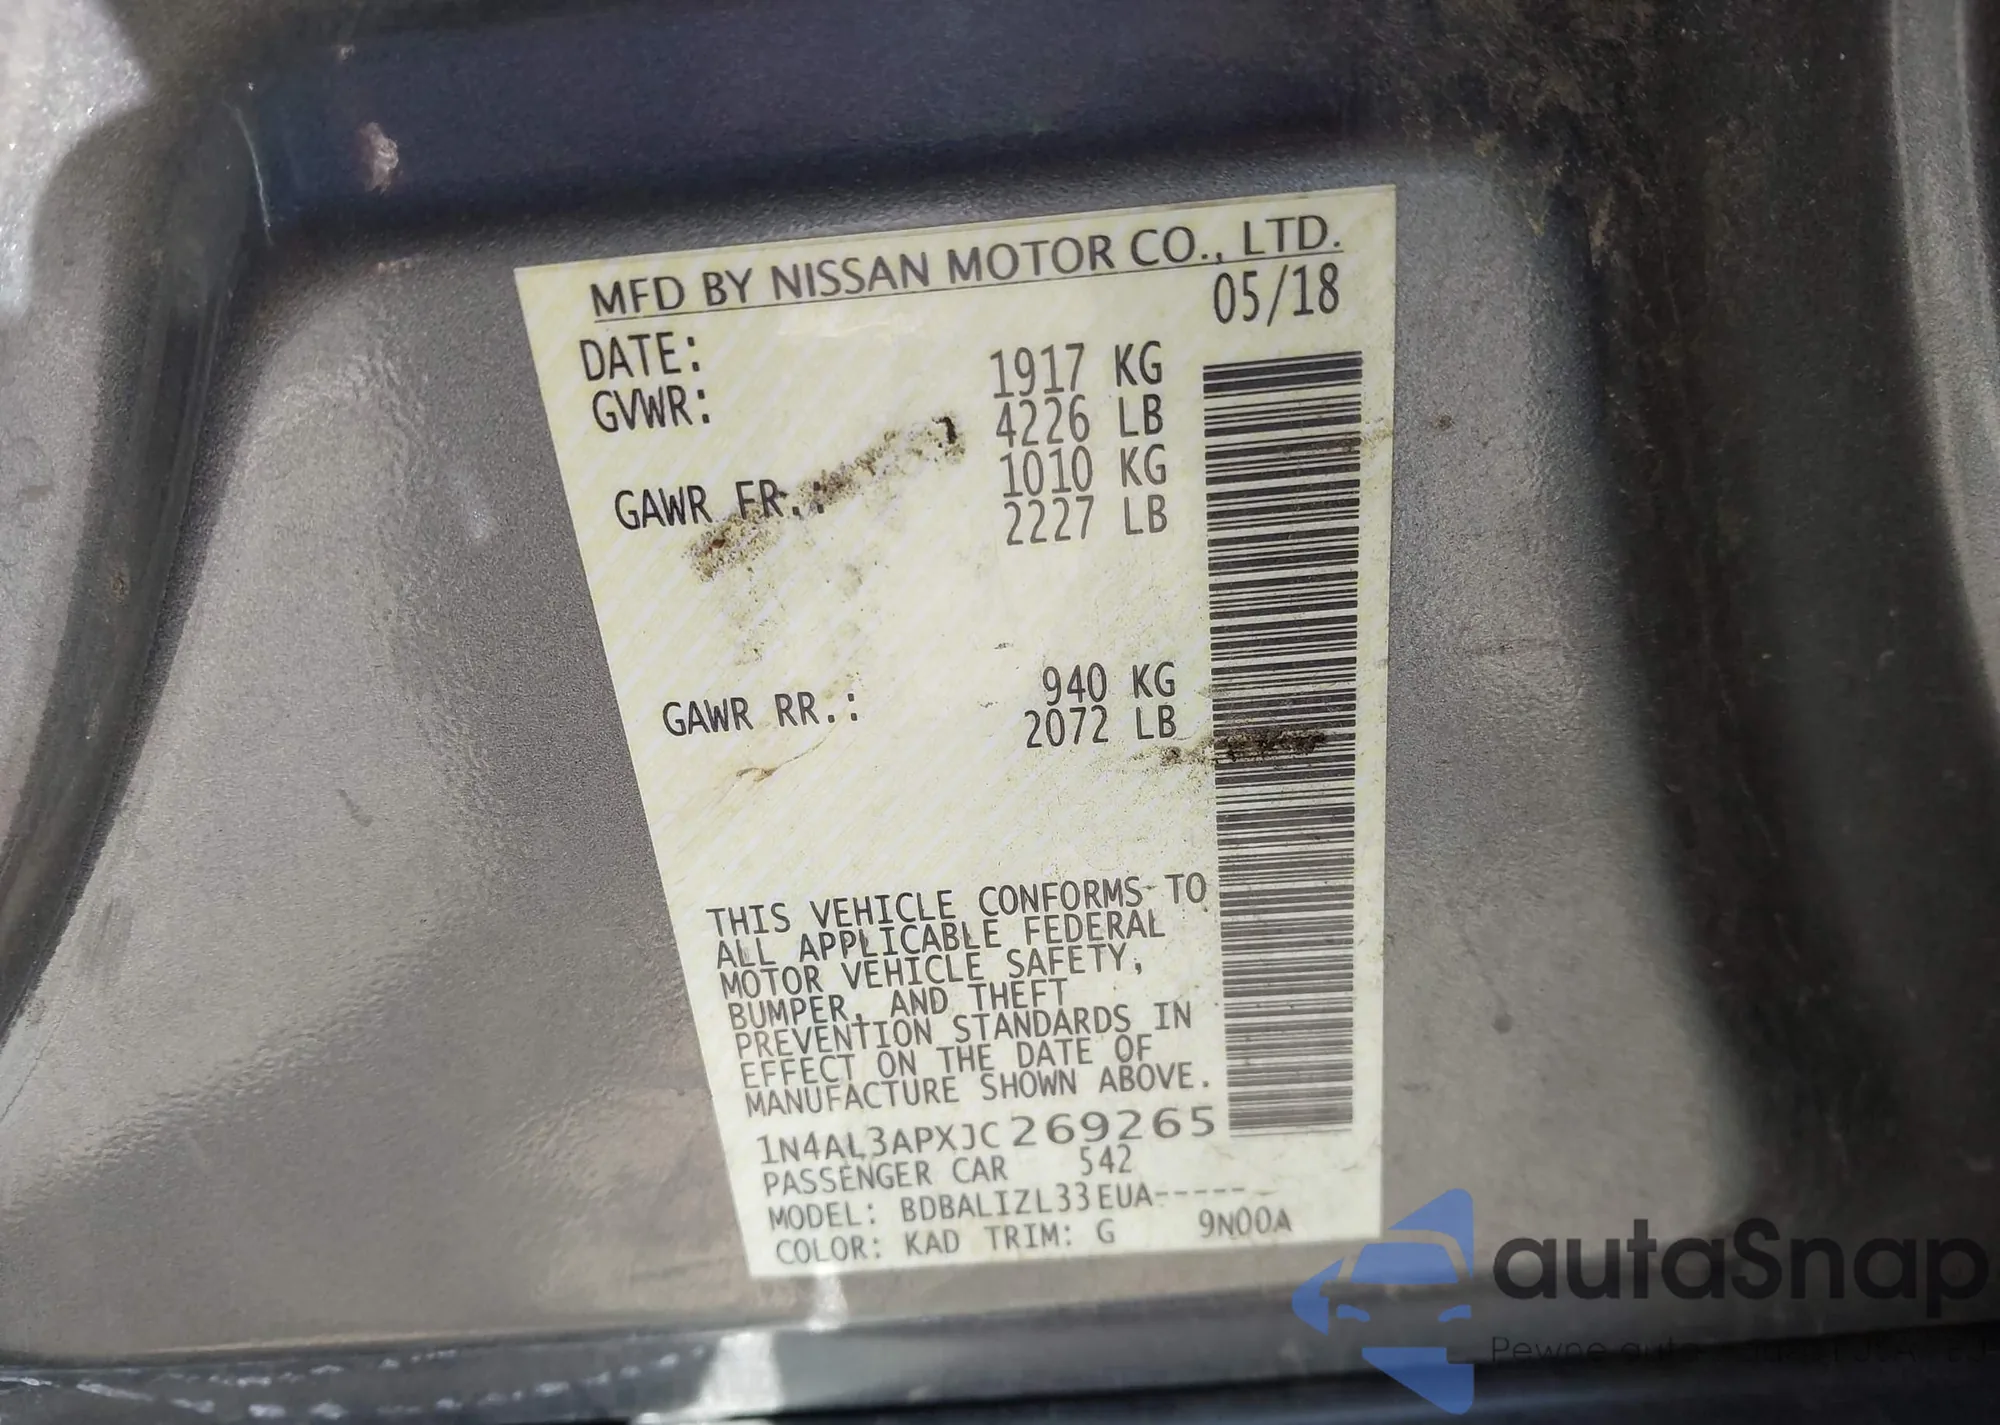 MFD BY NISSAN MOTOR CO., LTD.
DATE: 05/18
GVWR: 1917 KG
4226 LB
GAWR FR.: 1010 KG
2227 LB
GAWR RR.: 940 KG
2072 LB
THIS VEHICLE CONFORMS TO
ALL APPLICABLE FEDERAL
MOTOR VEHICLE SAFETY,
BUMPER, AND THEFT
PREVENTION STANDARDS IN
EFFECT ON THE DATE OF
MANUFACTURE SHOWN ABOVE.
1N4AL3APXJC269265
PASSENGER CAR 542
MODEL: BDBALIZL33EUA-----
COLOR: KAD TRIM: G 9N00A
autaSnap
Pewne auta